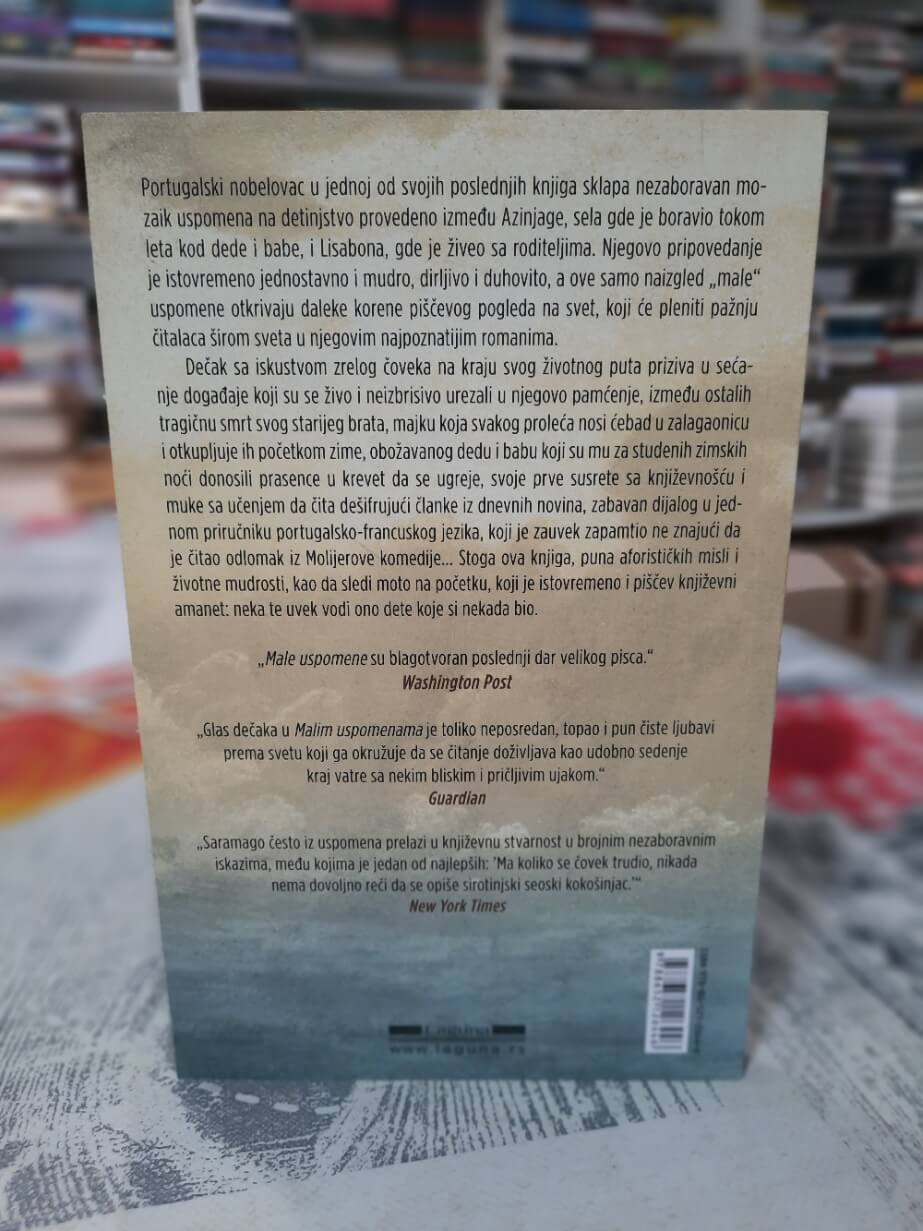 Portugalski nobelovac u jednoj od svojih poslednjih knjiga sklapa nezaboravan mo-
zaik uspomena na detinjstvo provedeno između Azinjage, sela gde je boravio tokom
leta kod dede i babe, i Lisabona, gde je živeo sa roditeljima. Njegovo pripovedanje
je istovremeno jednostavno i mudro, dirljivo i duhovito, a ove samo naizgled „male“
uspomene otkrivaju daleke korene piščevog pogleda na svet, koji će pleniti pažnju
čitalaca širom sveta u njegovim najpoznatijim romanima.
Dečak sa iskustvom zrelog čoveka na kraju svog životnog puta priziva u seća-
nje događaje koji su se živo i neizbrisivo urezali u njegovo pamćenje, između ostalih
tragičnu smrt svog starijeg brata, majku koja svakog proleća nosi ćebad u zalagaonicu
i otkupljuje ih početkom zime, obožavanog dedu i babu koji su mu za studenih zimskih
noći donosili prasence u krevet da se ugreje, svoje prve susrete sa književnošću i
muke sa učenjem da čita dešifrujući članke iz dnevnih novina, zabavan dijalog u jed-
nom priručniku portugalsko-francuskog jezika, koji je zauvek zapamtio ne znajući da
je čitao odlomak iz Molijerove komedije... Stoga ova knjiga, puna aforističkih misli i
životne mudrosti, kao da sledi moto na početku, koji je istovremeno i piščev književni
amanet: neka te uvek vodi ono dete koje si nekada bio.
„Male uspomene su blagotvoran poslednji dar velikog pisca.“
Washington Post
„Glas dečaka u Malim uspomenama je toliko neposredan, topao i pun čiste ljubavi
prema svetu koji ga okružuje da se čitanje doživljava kao udobno sedenje
kraj vatre sa nekim bliskim i pričljivim ujakom.“
Guardian
„Saramago često iz uspomena prelazi u književnu stvarnost u brojnim nezaboravnim
iskazima, među kojima je jedan od najlepših: 'Ma koliko se čovek trudio, nikada
nema dovoljno reči da se opiše sirotinjski seoski kokošinjac.'“
New York Times
Laguna
www.laguna.rs